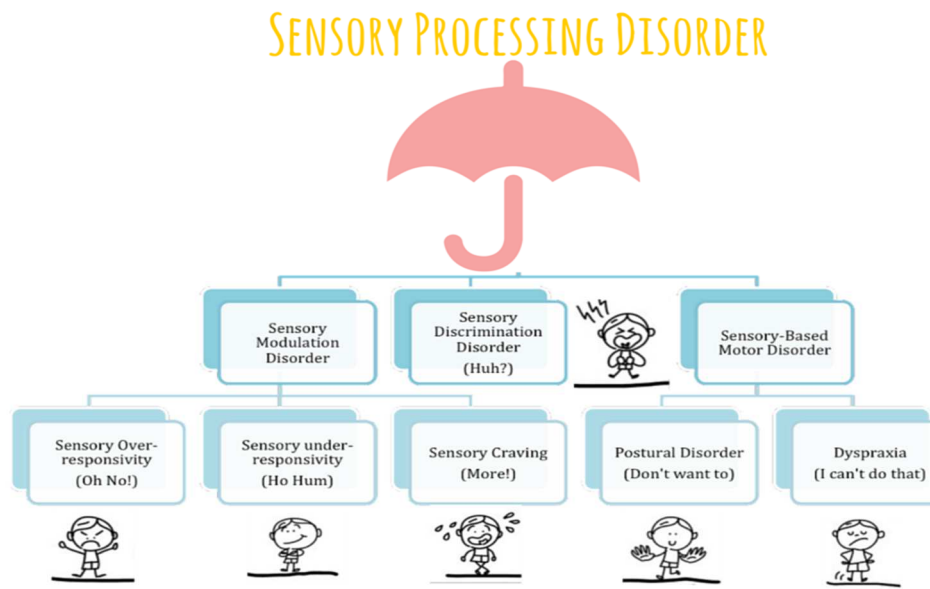 SENSORY PROCESSING DISORDER
Sensory
Modulation
Disorder
Sensory
Discrimination
Disorder
(Huh?)
Sensory-Based
Motor Disorder
Sensory Over-
responsivity
(Oh No!)
Sensory under-
responsivity
(Ho Hum)
Sensory Craving
(More!)
Postural Disorder
(Don't want to)
Dyspraxia
(I can't do that)